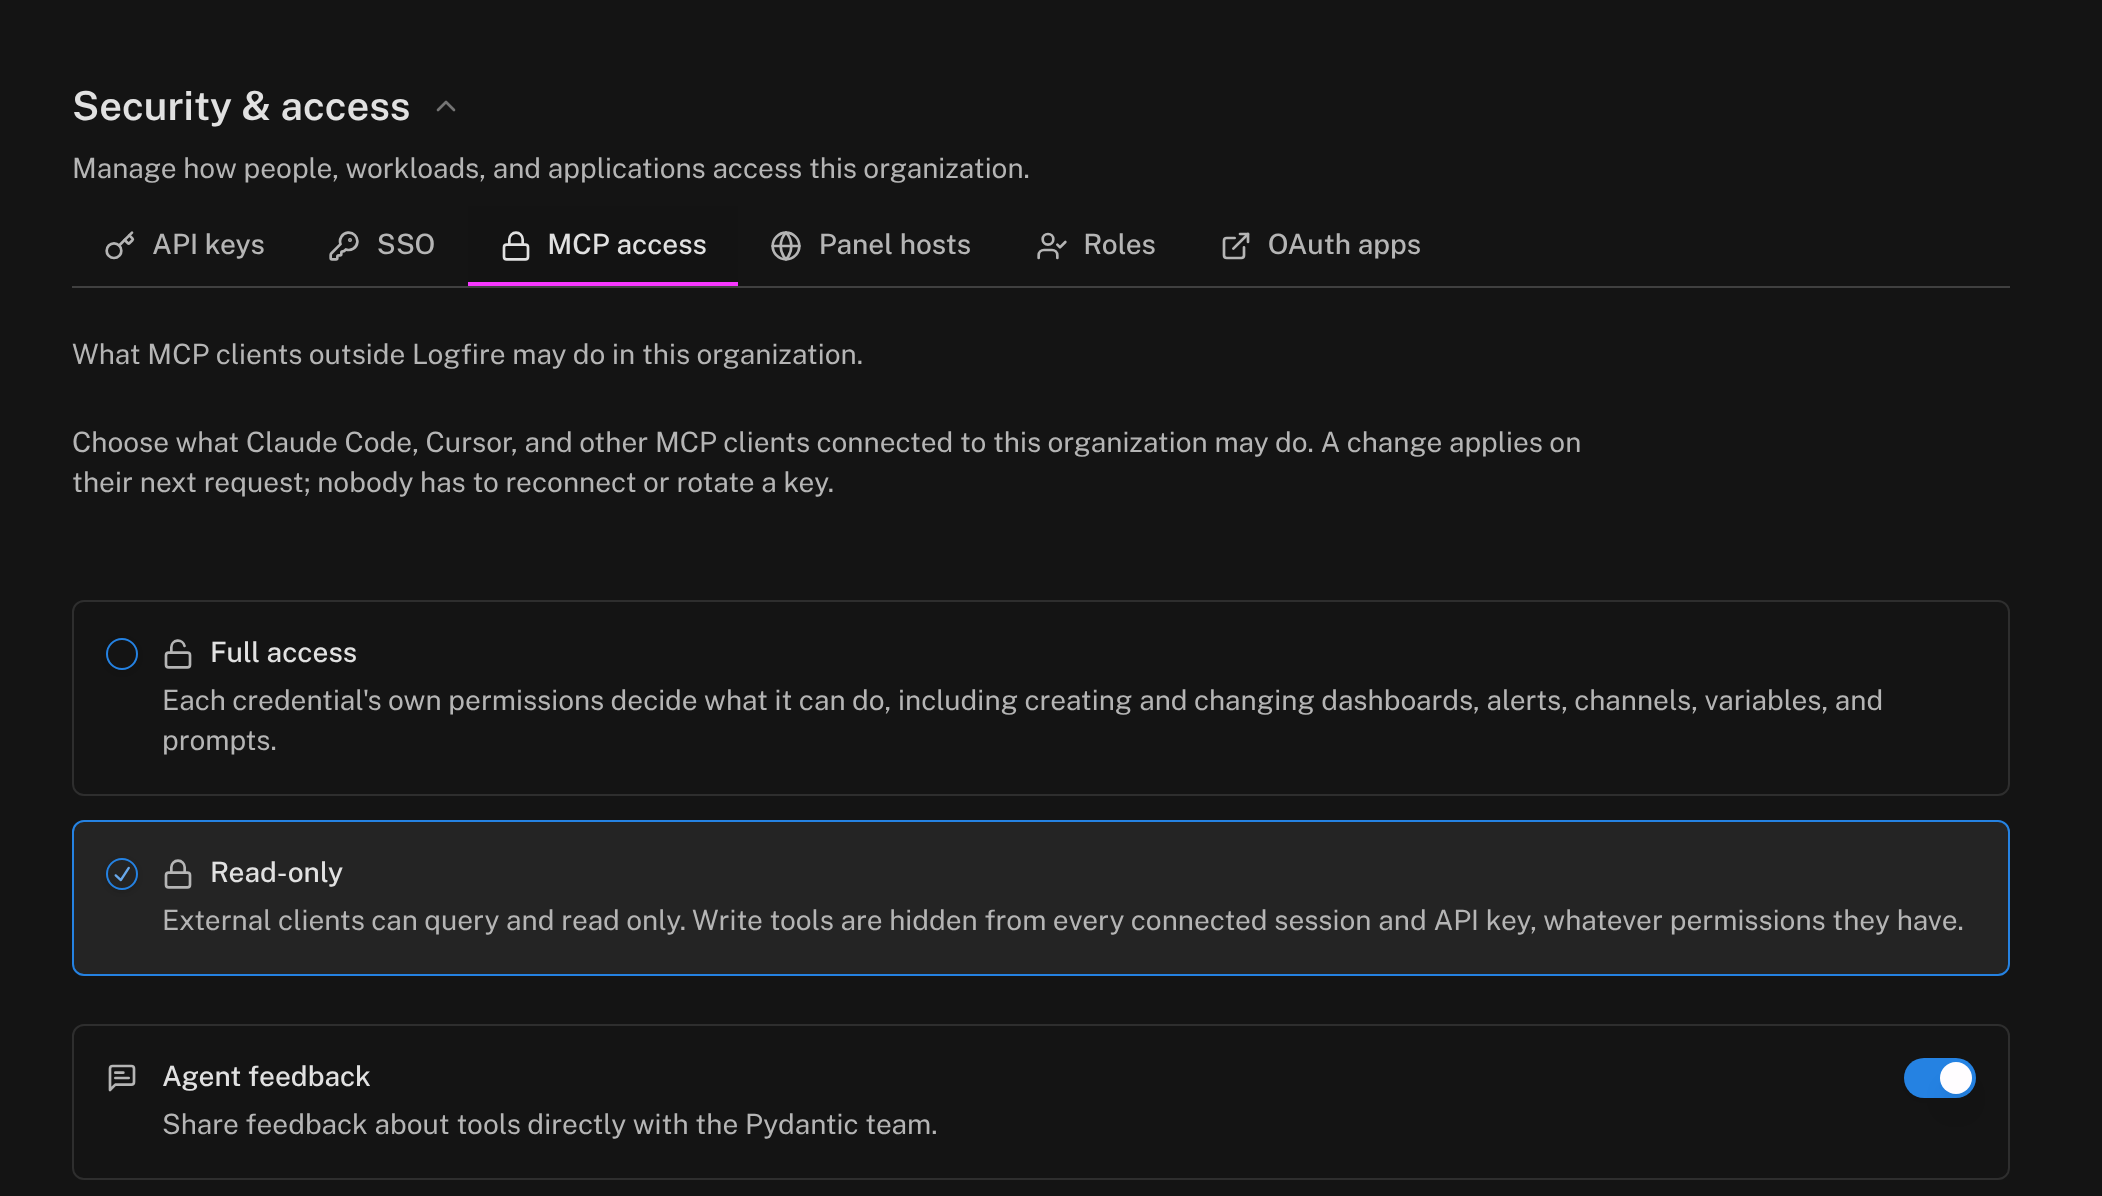 Security & access
Manage how people, workloads, and applications access this organization.
API keys
SSO
MCP access
Panel hosts
Roles
OAuth apps
What MCP clients outside Logfire may do in this organization.
Choose what Claude Code, Cursor, and other MCP clients connected to this organization may do. A change applies on
their next request; nobody has to reconnect or rotate a key.
Full access
Each credential's own permissions decide what it can do, including creating and changing dashboards, alerts, channels, variables, and
prompts.
Read-only
External clients can query and read only. Write tools are hidden from every connected session and API key, whatever permissions they have.
Agent feedback
Share feedback about tools directly with the Pydantic team.